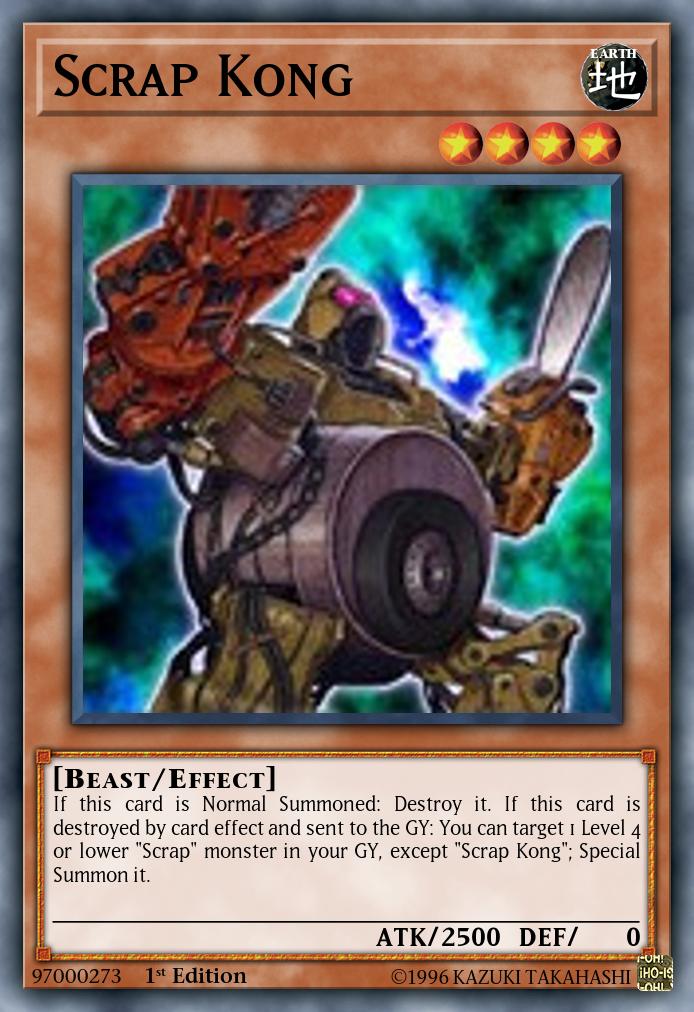 Scrap Kong
EARTH
地
[Beast/Effect]
If this card is Normal Summoned: Destroy it. If this card is
destroyed by card effect and sent to the GY: You can target 1 Level 4
or lower "Scrap" monster in your GY, except "Scrap Kong"; Special
Summon it.
ATK/2500 DEF/ 0
97000273 1st Edition ©1996 KAZUKI TAKAHASHI